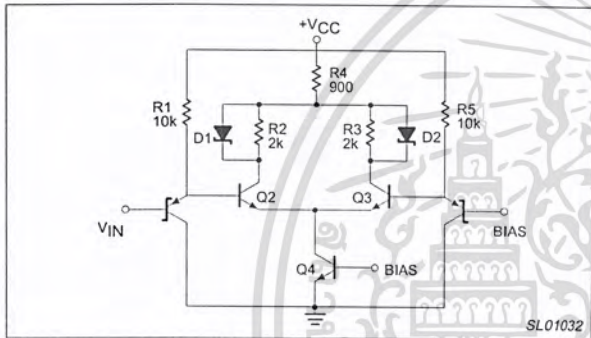 +VCC
R4
900
R1
10k
D1
R2
2k
R3
2k
D2
R5
10k
Q2
Q3
VIN
BIAS
Q4
BIAS
SL01032